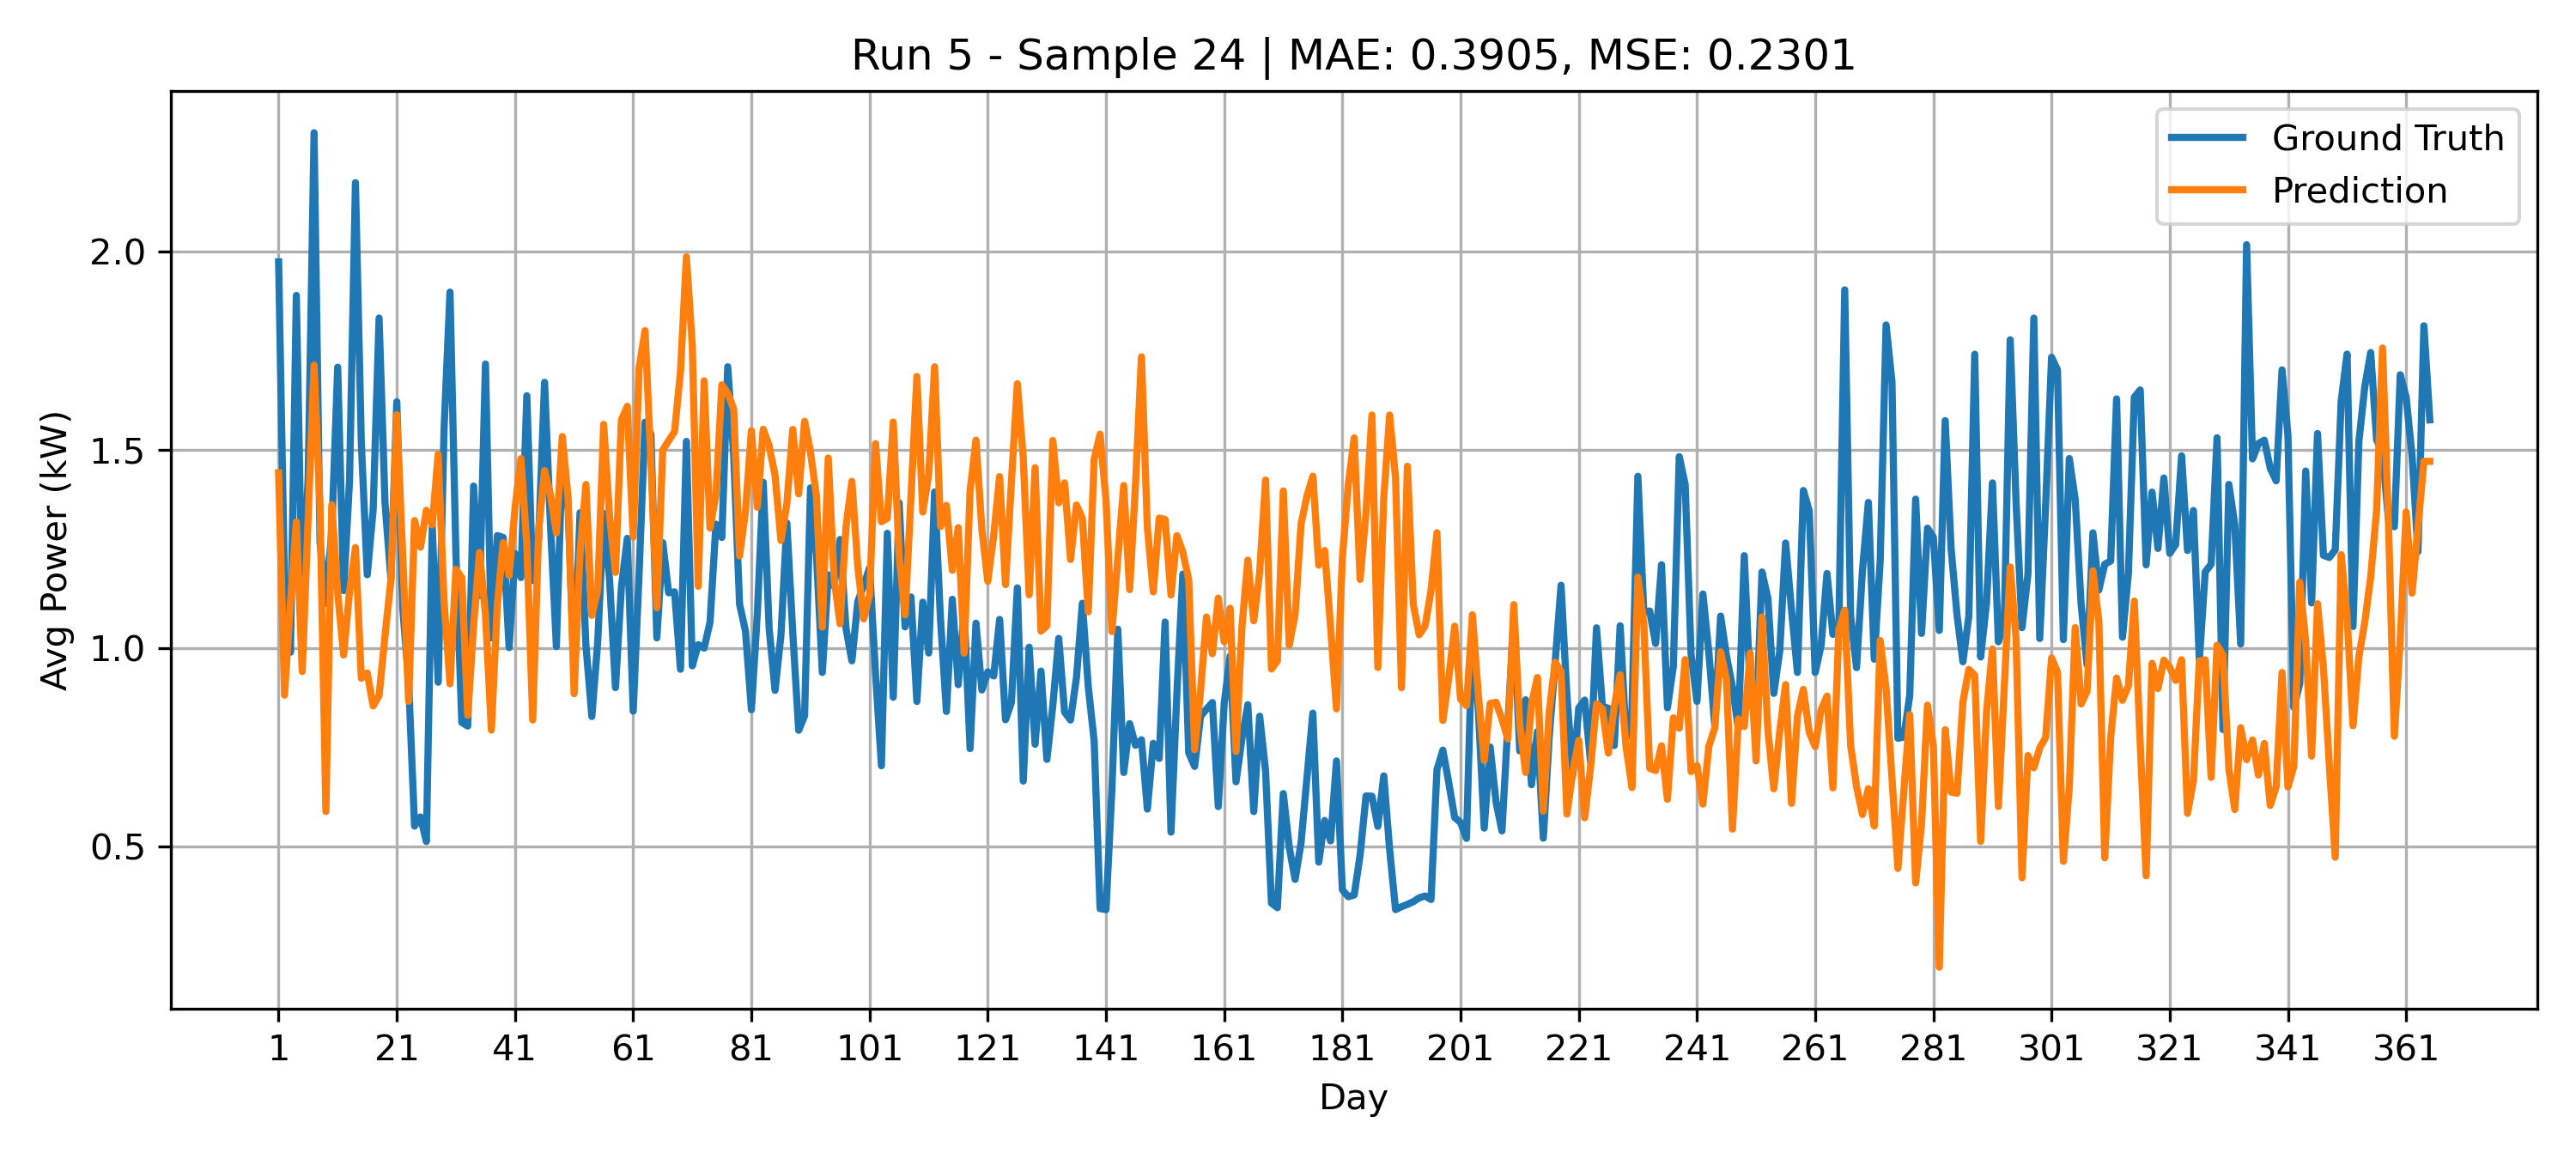 Run 5 - Sample 24 | MAE: 0.3905, MSE: 0.2301
Ground Truth
Prediction
Avg Power (kW)
2.0
1.5
1.0
0.5
1 21 41 61 81 101 121 141 161 181 201 221 241 261 281 301 321 341 361
Day